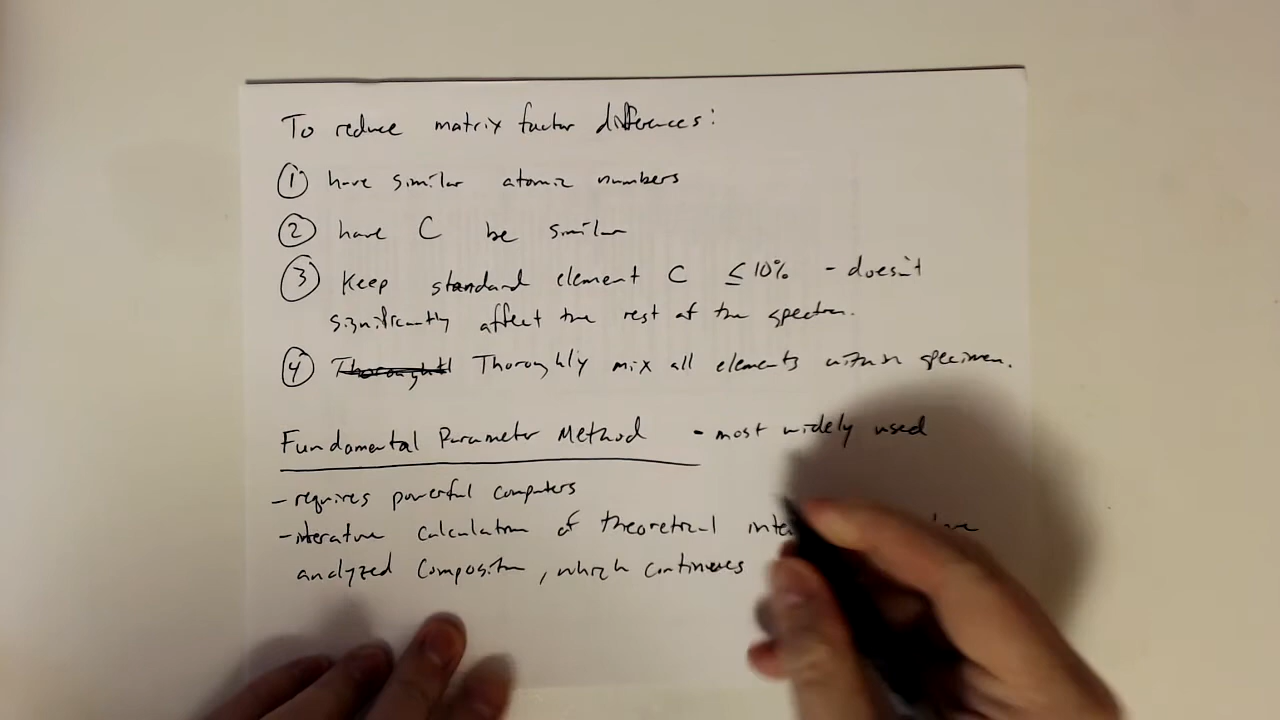 To reduce matrix factor differences:
① have similar atomic numbers
② have C be similar
③ Keep standard element C ≤ 10% - doesn't
significantly affect the rest of the spectra.
④ Thoroughly mix all elements within specimen.
Fundamental Parameter Method - most widely used
- requires powerful computers
- iterative calculation of theoretical
analyzed composition, which continues